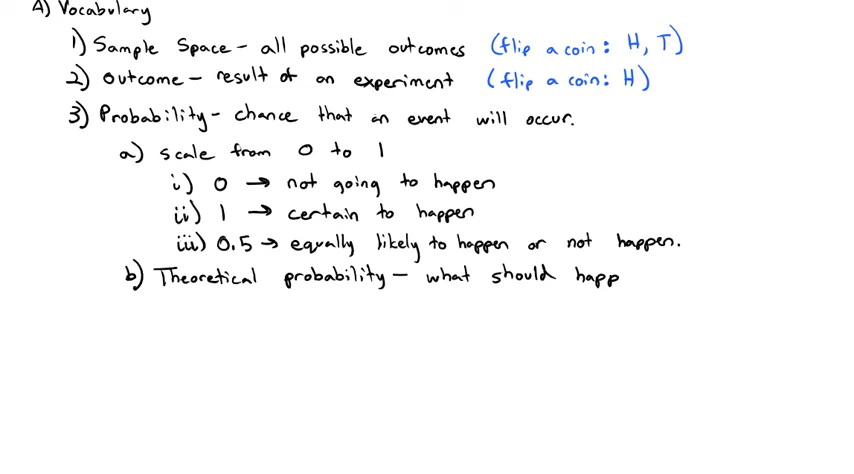 A) Vocabulary
1) Sample Space - all possible outcomes (flip a coin: H, T)
2) Outcome - result of an experiment (flip a coin: H)
3) Probability - chance that an event will occur.
a) scale from 0 to 1
i) 0 → not going to happen
ii) 1 → certain to happen
iii) 0.5 → equally likely to happen or not happen.
b) Theoretical probability - what should happ